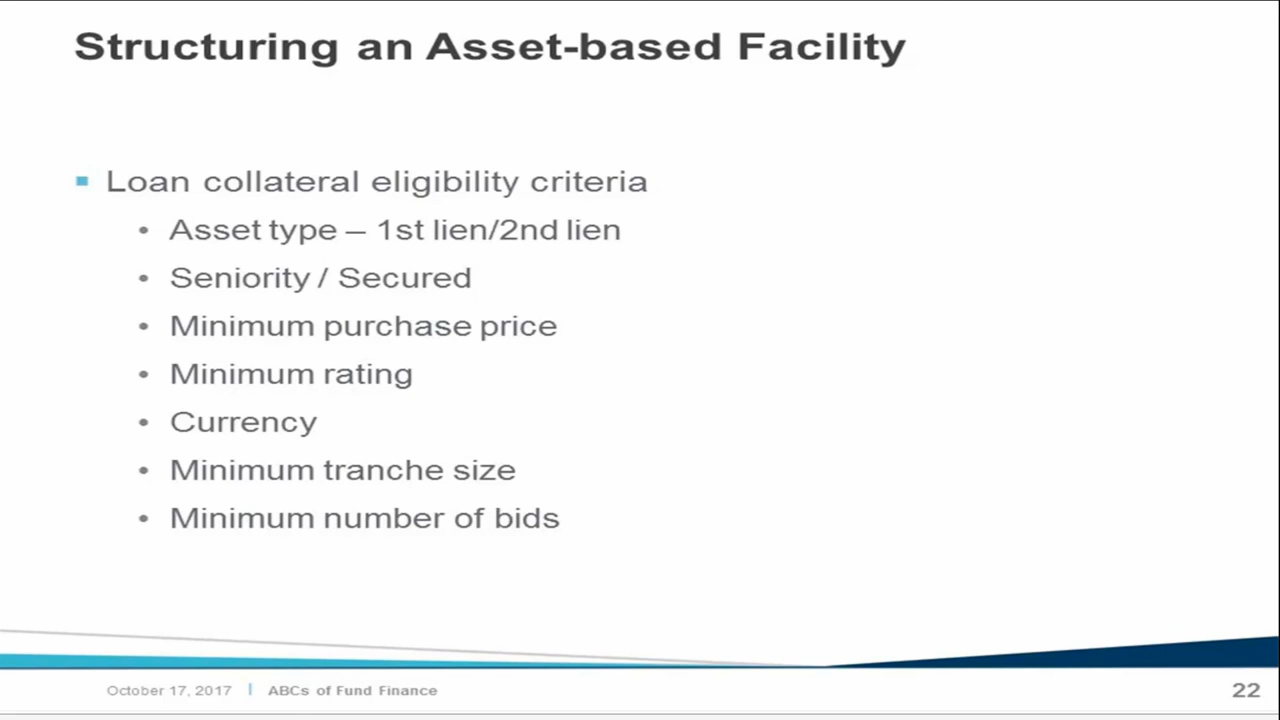 Structuring an Asset-based Facility
Loan collateral eligibility criteria
• Asset type – 1st lien/2nd lien
• Seniority / Secured
• Minimum purchase price
• Minimum rating
• Currency
• Minimum tranche size
• Minimum number of bids
October 17, 2017 | ABCs of Fund Finance
22